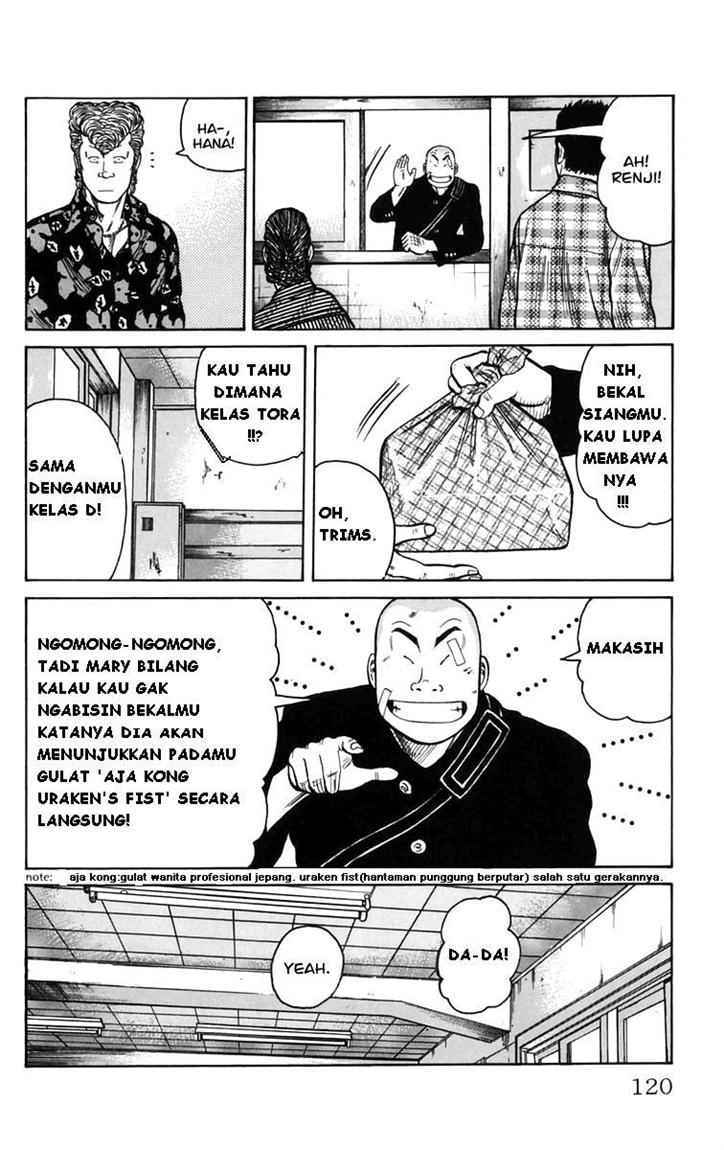 AH!
RENJI!
HA-,
HANA!
NIH,
BEKAL
SIANGMU.
KAU LUPA
MEMBAWA
NYA
!!!
OH,
TRIMS.
KAU TAHU
DIMANA
KELAS TORA
!!?
SAMA
DENGANMU
KELAS D!
MAKASIH
NGOMONG-NGOMONG,
TADI MARY BILANG
KALAU KAU GAK
NGABISIN BEKALMU
KATANYA DIA AKAN
MENUNJUKKAN PADAMU
GULAT 'AJA KONG
URAKEN'S FIST' SECARA
LANGSUNG!
note: aja kong:gulat wanita profesional jepang. uraken fist(hantaman punggung berputar) salah satu gerakannya.
DA-DA!
YEAH.
120